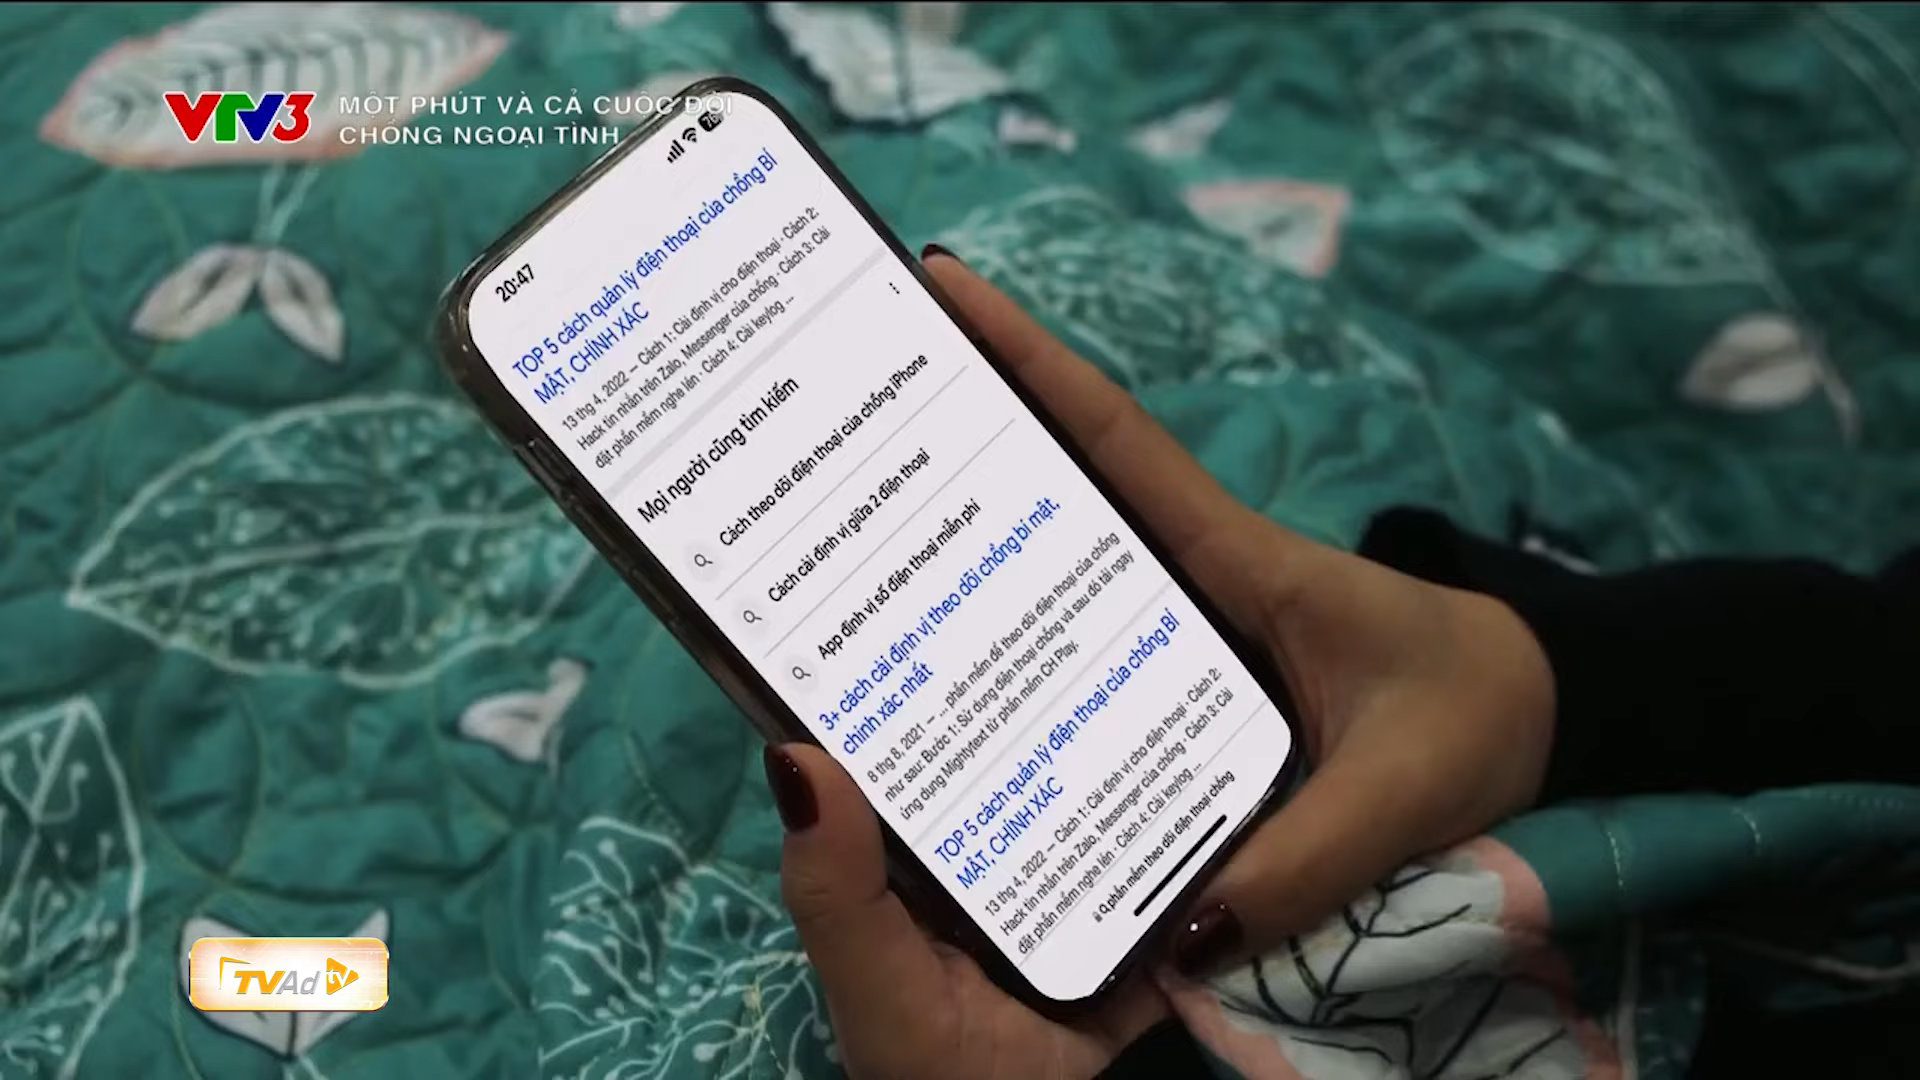 VTV3
MỘT PHÚT VÀ CẢ CUỘC ĐỜI
CHỒNG NGOẠI TÌNH
20:47
76
TOP 5 cách quản lý điện thoại của chồng BÍ
MẬT, CHÍNH XÁC
13 thg 4, 2022 — Cách 1: Cài định vị cho điện thoại · Cách 2:
Hack tin nhắn trên Zalo, Messenger của chồng · Cách 3: Cài
đặt phần mềm nghe lén · Cách 4: Cài keylog ...
Mọi người cũng tìm kiếm
Cách theo dõi điện thoại của chồng iPhone
Cách cài định vị giữa 2 điện thoại
App định vị số điện thoại miễn phí
3+ cách cài định vị theo dõi chồng bí mật,
chính xác nhất
8 thg 8, 2021 — ... phần mềm để theo dõi điện thoại của chồng
như sau: Bước 1: Sử dụng điện thoại chồng và sau đó tải ngay
ứng dụng Mightytext từ phần mềm CH Play.
TOP 5 cách quản lý điện thoại của chồng BÍ
MẬT, CHÍNH XÁC
13 thg 4, 2022 — Cách 1: Cài định vị cho điện thoại · Cách 2:
Hack tin nhắn trên Zalo, Messenger của chồng · Cách 3: Cài
đặt phần mềm nghe lén · Cách 4: Cài keylog ...
phần mềm theo dõi điện thoại chồng
TVAd tv